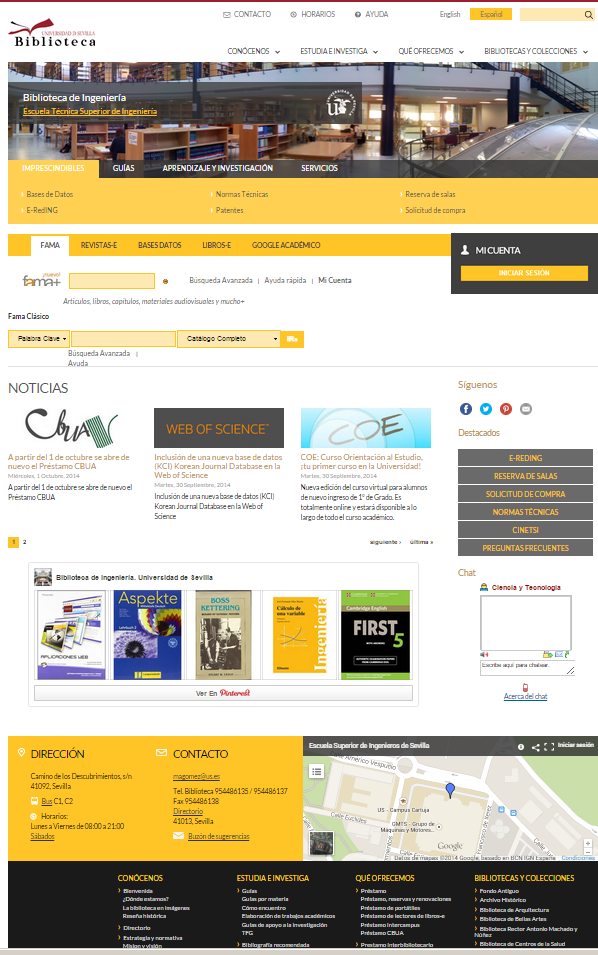 CONTACTO HORARIOS AYUDA English Español
UNIVERSIDAD D SEVILLA
Biblioteca
CONÓCENOS ESTUDIA E INVESTIGA QUÉ OFRECEMOS BIBLIOTECAS Y COLECCIONES
Biblioteca de Ingeniería
Escuela Técnica Superior de Ingeniería
IMPRESCINDIBLES GUÍAS APRENDIZAJE Y INVESTIGACIÓN SERVICIOS
Bases de Datos Normas Técnicas Reserva de salas
E-RedING Patentes Solicitud de compra
FAMA REVISTAS-E BASES DATOS LIBROS-E GOOGLE ACADÉMICO
MI CUENTA
INICIAR SESIÓN
¡nuevo!
fama+ Búsqueda Avanzada | Ayuda rápida | Mi Cuenta
Artículos, libros, capítulos, materiales audiovisuales y mucho+
Fama Clásico
Palabra Clave Catálogo Completo
Búsqueda Avanzada |
Ayuda
NOTICIAS
CBUA
A partir del 1 de octubre se abre de
nuevo el Préstamo CBUA
Miércoles, 1 Octubre, 2014
A partir del 1 de octubre se abre de nuevo el
Préstamo CBUA
WEB OF SCIENCE™
Inclusión de una nueva base de datos
(KCI) Korean Journal Database en la
Web of Science
Martes, 30 Septiembre, 2014
Inclusión de una nueva base de datos (KCI)
Korean Journal Database en la Web of
Science
COE
COE: Curso Orientación al Estudio,
¡tu primer curso en la Universidad!
Martes, 30 Septiembre, 2014
Nueva edición del curso virtual para alumnos
de nuevo ingreso de 1º de Grado. Es
totalmente online y estará disponible a lo
largo de todo el curso académico.
1 2 siguiente › última »
Síguenos
Destacados
E-REDING
RESERVA DE SALAS
SOLICITUD DE COMPRA
NORMAS TÉCNICAS
CINETSI
PREGUNTAS FRECUENTES
Chat
Ciencia y Tecnología
Escribe aquí para chatear.
Acerca del chat
Biblioteca de Ingeniería. Universidad de Sevilla
APLICACIONES WEB
Aspekte
BOSS
KETTERING
Cálculo de
una variable
Ingeniería
Cambridge English
FIRST
5
Ver En Pinterest
DIRECCIÓN
Camino de los Descubrimientos, s/n
41092, Sevilla
Bus C1, C2
Horarios:
Lunes a Viernes de 08:00 a 21:00
Sábados
CONTACTO
magomez@us.es
Tel. Biblioteca 954486135 / 954486137
Fax 954486138
Directorio
41013, Sevilla
Buzón de sugerencias
Escuela Superior de Ingenieros de Sevilla Iniciar sesión
Calle Américo Vespucio
US - Campus Cartuja
Calle Euclides
GMTS - Grupo de
Máquinas y Motores...
Google
Datos de mapas ©2014 Google, basado en BCN IGN España Condiciones
CONÓCENOS
Bienvenida
¿Dónde estamos?
La biblioteca en imágenes
Reseña histórica
Directorio
Estrategia y normativa
Misión y visión
ESTUDIA E INVESTIGA
Guías
Guías por materia
Cómo encuentro
Elaboración de trabajos académicos
Guías de apoyo a la investigación
TFG
Bibliografía recomendada
QUÉ OFRECEMOS
Préstamo
Préstamo, reservas y renovaciones
Préstamo de portátiles
Préstamo de lectores de libros-e
Préstamo Intercampus
Préstamo CBUA
Préstamo Interbibliotecario
BIBLIOTECAS Y COLECCIONES
Fondo Antiguo
Archivo Histórico
Biblioteca de Arquitectura
Biblioteca de Bellas Artes
Biblioteca Rector Antonio Machado y
Núñez
Biblioteca de Centros de la Salud